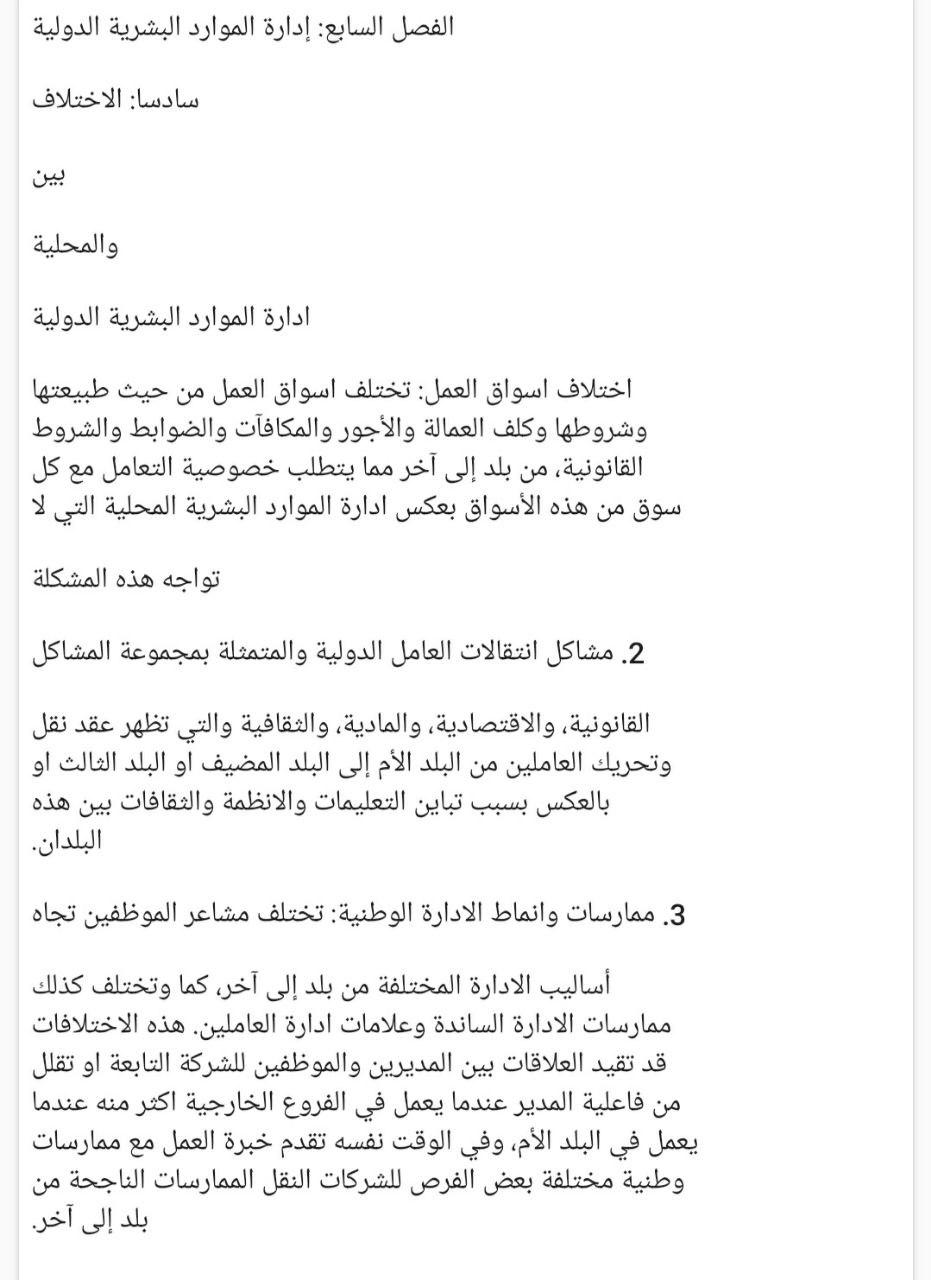 الفصل السابع: إدارة الموارد البشرية الدولية
سادسا: الاختلاف
بين
والمحلية
ادارة الموارد البشرية الدولية
اختلاف اسواق العمل: تختلف اسواق العمل من حيث طبيعتها
وشروطها وكلف العمالة والأجور والمكافآت والضوابط والشروط
القانونية، من بلد إلى آخر مما يتطلب خصوصية التعامل مع كل
سوق من هذه الأسواق بعكس ادارة الموارد البشرية المحلية التي لا
تواجه هذه المشكلة
2. مشاكل انتقالات العامل الدولية والمتمثلة بمجموعة المشاكل
القانونية، والاقتصادية، والمادية، والثقافية والتي تظهر عقد نقل
وتحريك العاملين من البلد الأم إلى البلد المضيف او البلد الثالث او
بالعكس بسبب تباين التعليمات والانظمة والثقافات بين هذه
البلدان.
3. ممارسات وانماط الادارة الوطنية: تختلف مشاعر الموظفين تجاه
أساليب الادارة المختلفة من بلد إلى آخر، كما وتختلف كذلك
ممارسات الادارة الساندة وعلامات ادارة العاملين. هذه الاختلافات
قد تقيد العلاقات بين المديرين والموظفين للشركة التابعة او تقلل
من فاعلية المدير عندما يعمل في الفروع الخارجية اكثر منه عندما
يعمل في البلد الأم، وفي الوقت نفسه تقدم خبرة العمل مع ممارسات
وطنية مختلفة بعض الفرص للشركات النقل الممارسات الناجحة من
بلد إلى آخر.